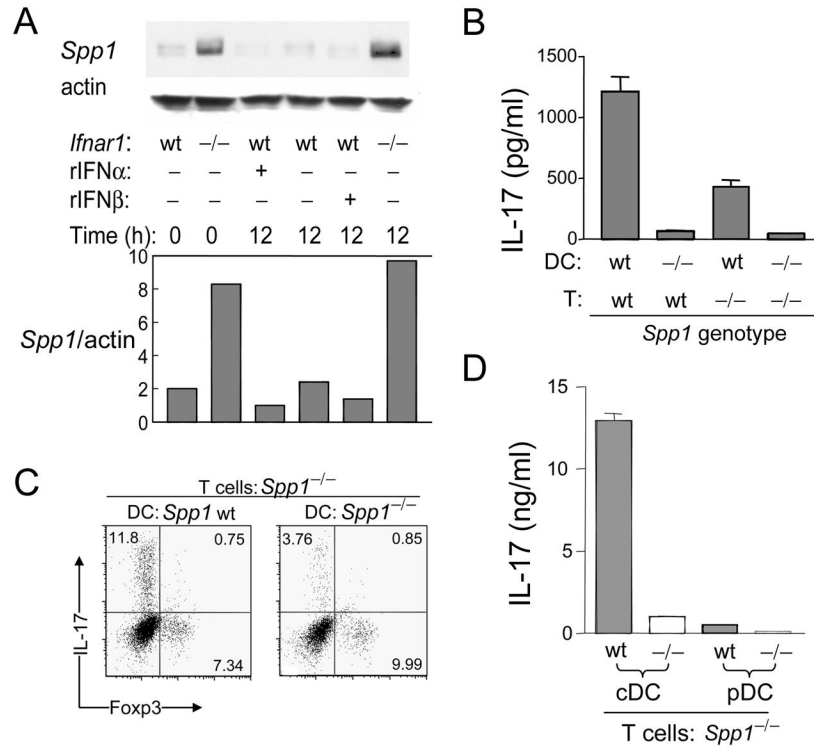 A
Spp1
actin
Ifnar1: wt –/– wt wt wt –/–
rIFNα: – – + – – –
rIFNβ: – – – – + –
Time (h): 0 0 12 12 12 12
10
8
6
4
2
0
Spp1/actin
B
1500
1000
500
0
IL-17 (pg/ml)
DC: wt –/– wt –/–
T: wt wt –/– –/–
Spp1 genotype
C
T cells: Spp1–/–
DC: Spp1 wt
DC: Spp1–/–
11.8 0.75
7.34
3.76 0.85
9.99
IL-17
Foxp3
D
15
10
5
0
IL-17 (ng/ml)
wt –/– wt –/–
cDC pDC
T cells: Spp1–/–